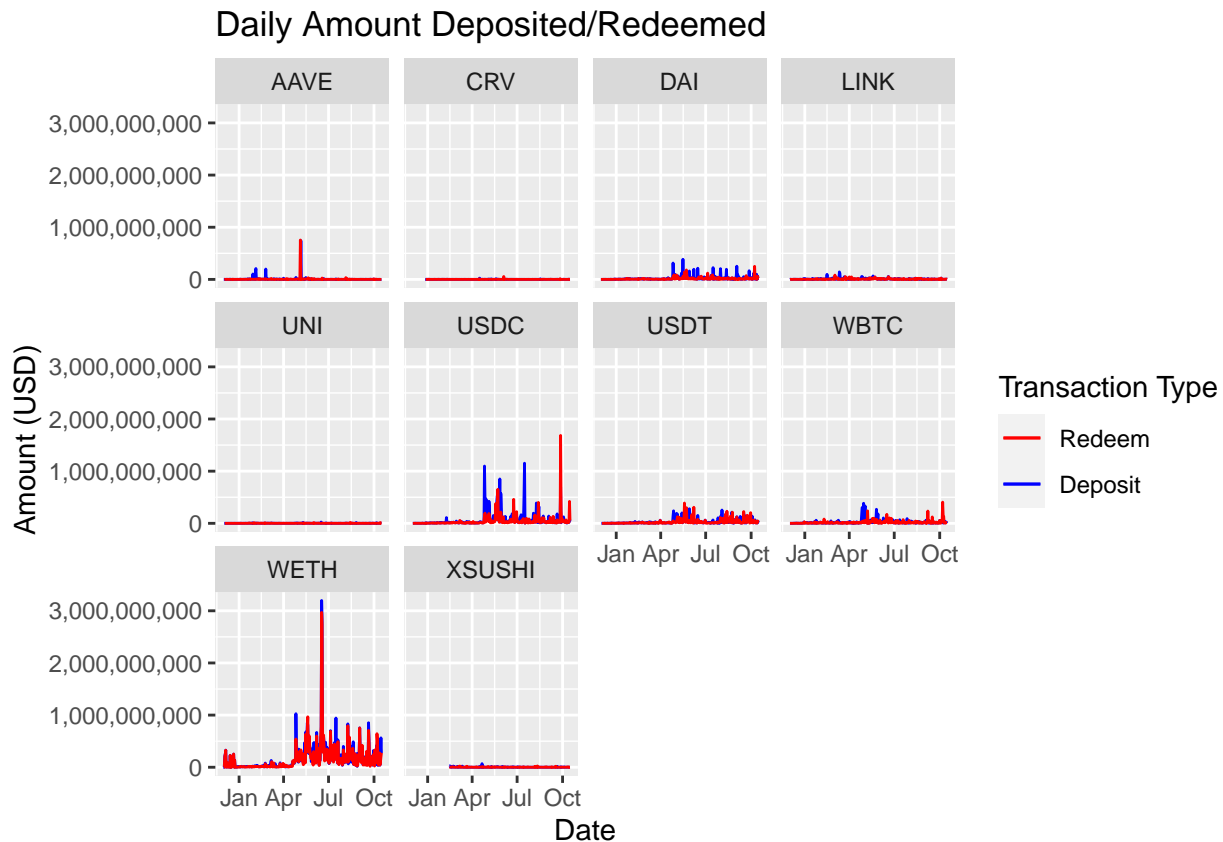 Daily Amount Deposited/Redeemed
AAVE CRV DAI LINK
3,000,000,000
2,000,000,000
1,000,000,000
0
UNI USDC USDT WBTC
3,000,000,000
2,000,000,000
1,000,000,000
0
Jan Apr Jul Oct Jan Apr Jul Oct
WETH XSUSHI
3,000,000,000
2,000,000,000
1,000,000,000
0
Jan Apr Jul Oct Jan Apr Jul Oct
Date
Amount (USD)
Transaction Type
Redeem
Deposit